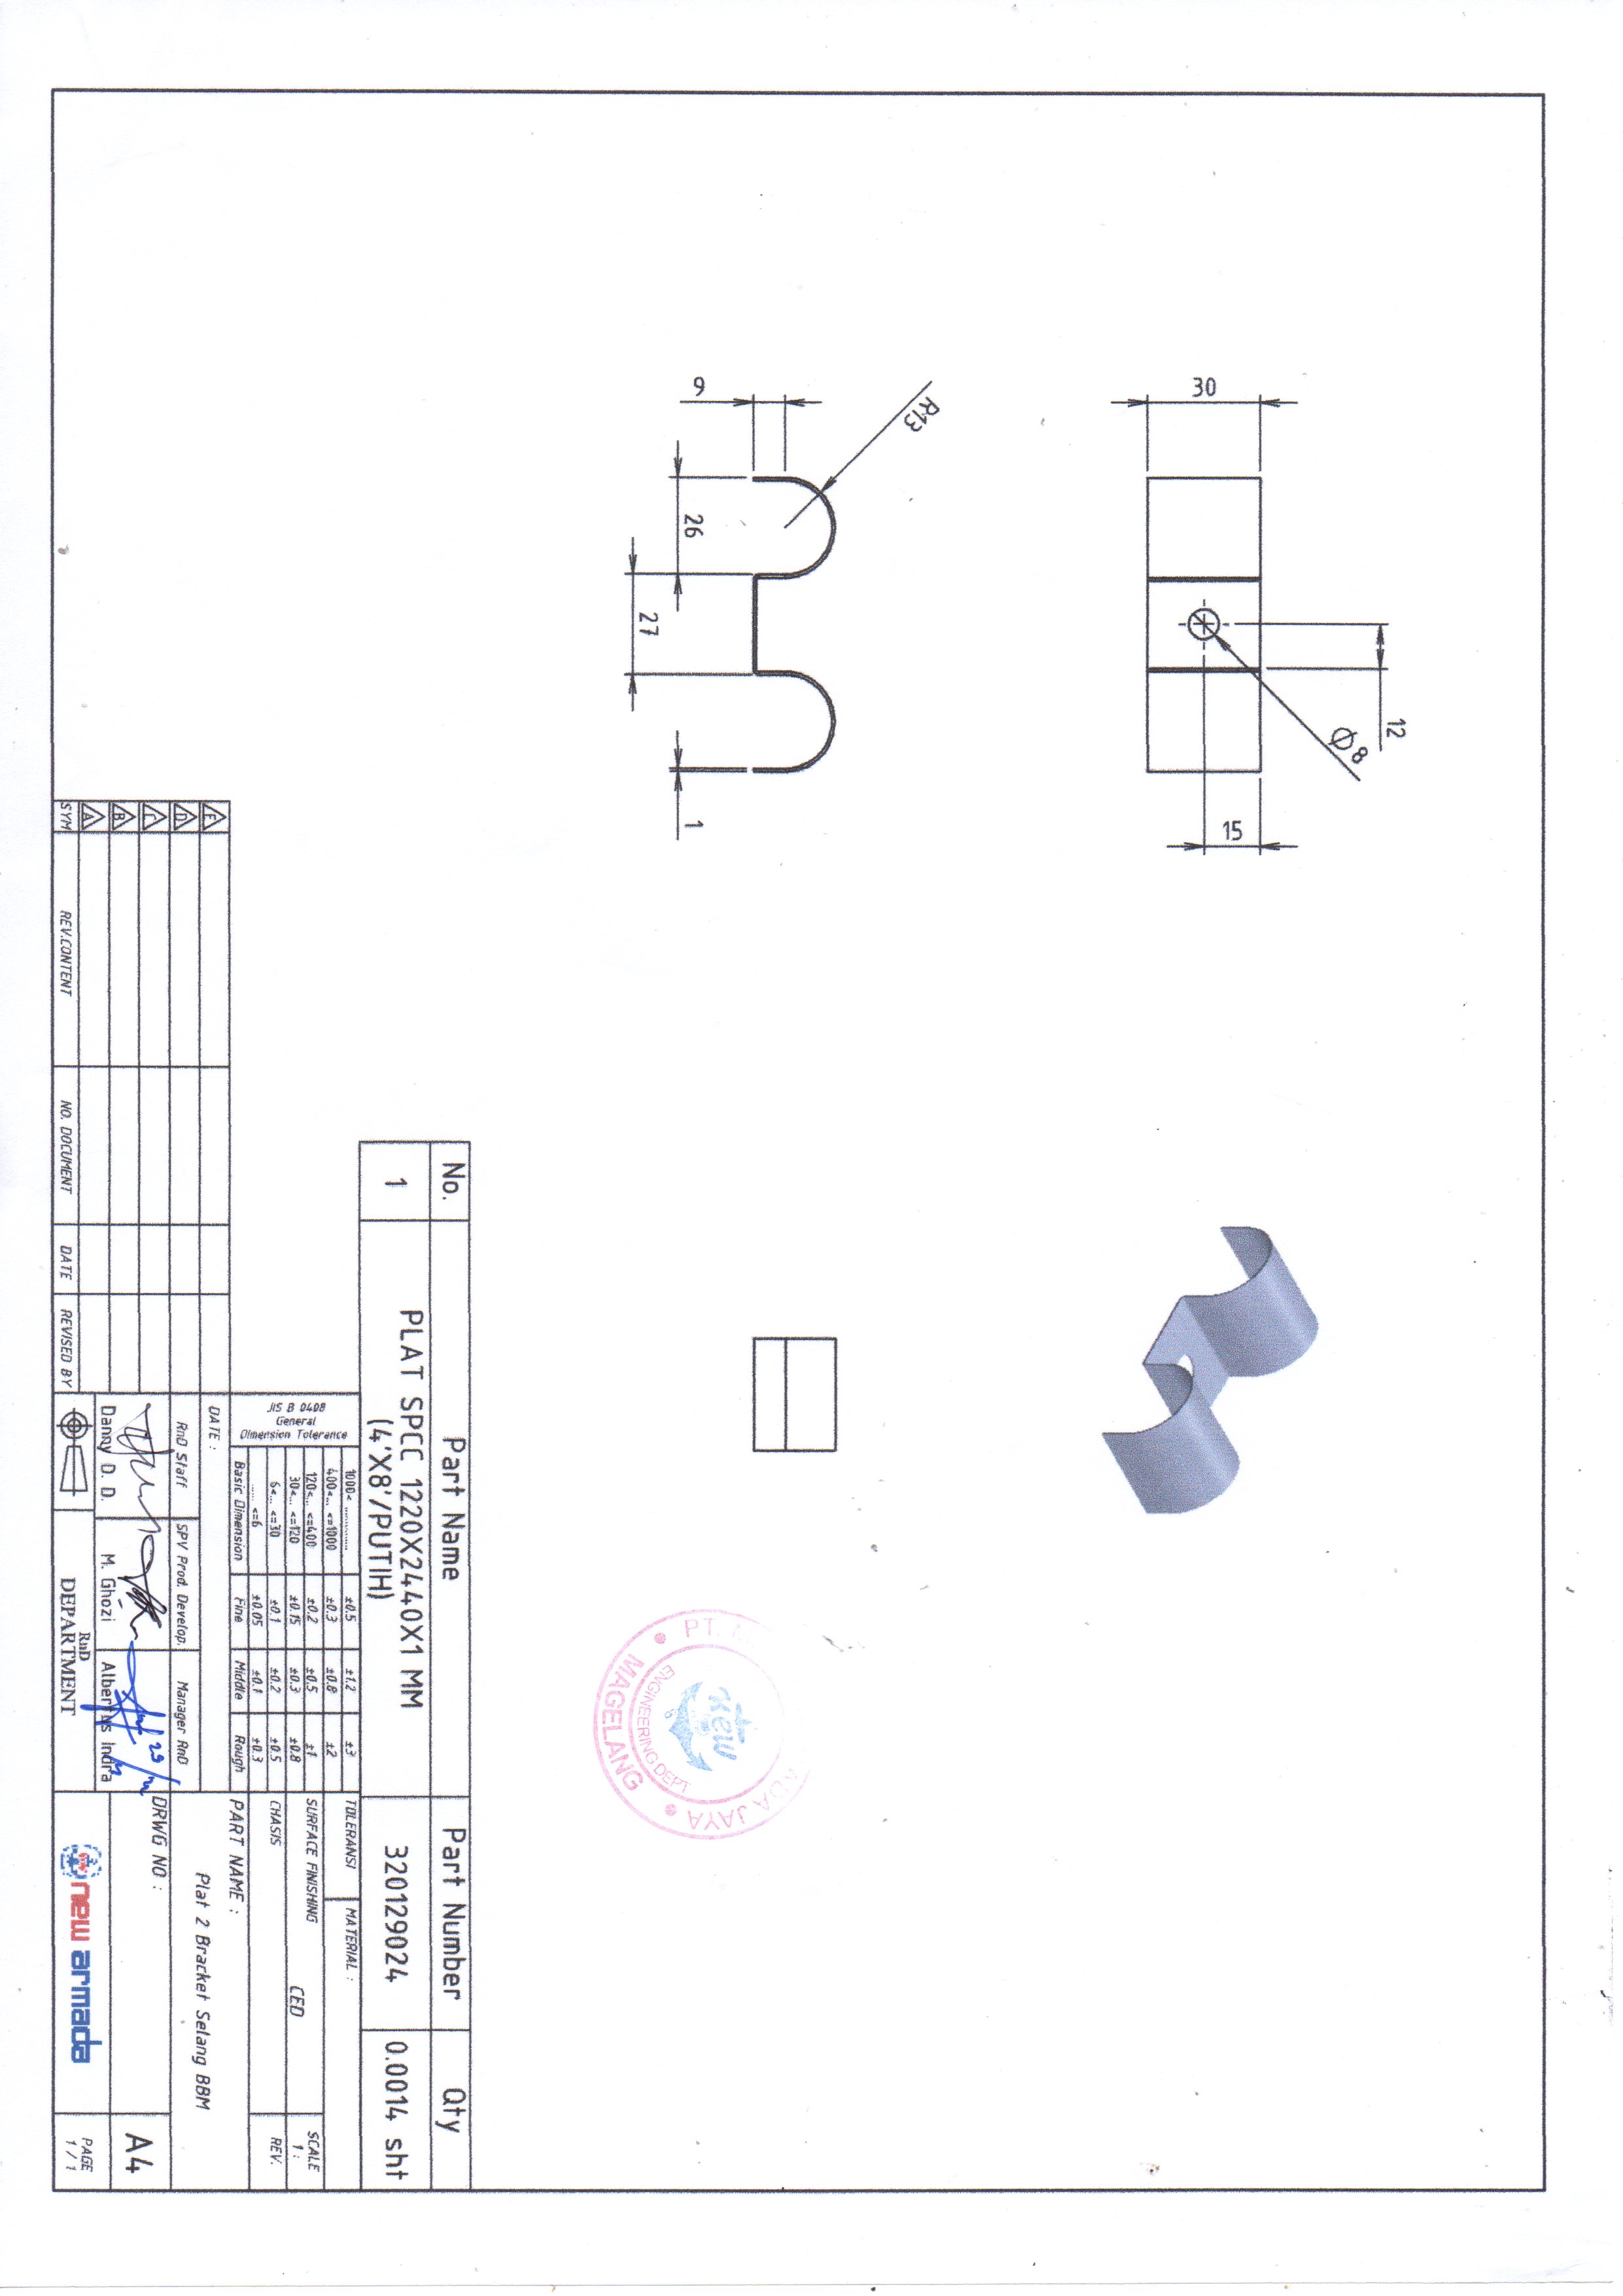 12
Ø8
30
15
R13
9
26
1
27
ADA JAYA
PT.
new
ENGINEERING DEPT
MAGELANG
No. Part Name Part Number Qty
1 PLAT SPCC 1220X2440X1 MM 320129024 0.0014 sht
(4'X8'/PUTIH)
JIS B 0408
General
Dimension Tolerance
1000< .............. ±0.5 ±1.2 ±3
400<... <=1000 ±0.3 ±0.8 ±2
120<... <=400 ±0.2 ±0.5 ±1
30<... <=120 ±0.15 ±0.3 ±0.8
6<... <=30 ±0.1 ±0.2 ±0.5
...... <=6 ±0.05 ±0.1 ±0.3
Basic Dimension Fine Middle Rough
TOLERANSI MATERIAL :
SURFACE FINISHING
CED
SCALE
1 :
CHASIS
REV.
PART NAME :
Plat 2 Bracket Selang BBM
DATE :
RnD Staff SPV Prod. Develop. Manager RnD
29
Danny D. D. M. Ghozi Albertus Indra
DRWG NO :
A4
RnD
DEPARTMENT
new armada
PAGE
1 / 1
E
D
C
B
A
SYM REV.CONTENT NO. DOCUMENT DATE REVISED BY